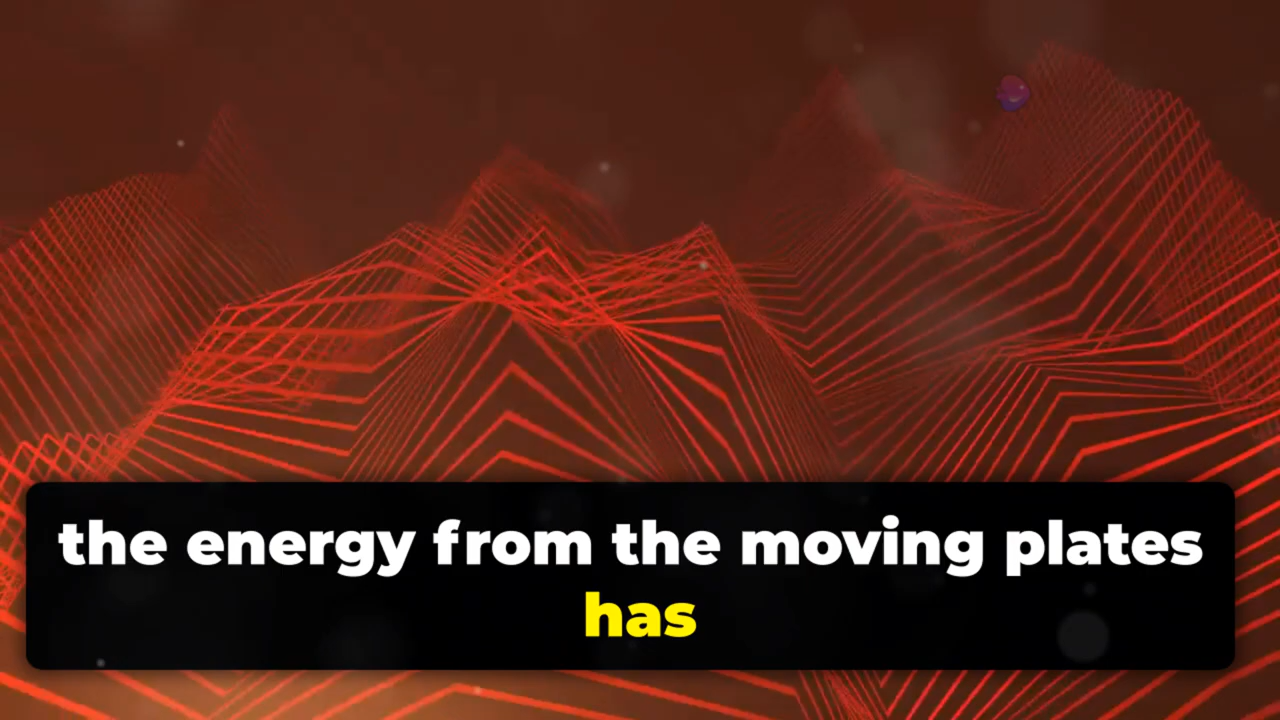 the energy from the moving plates
has